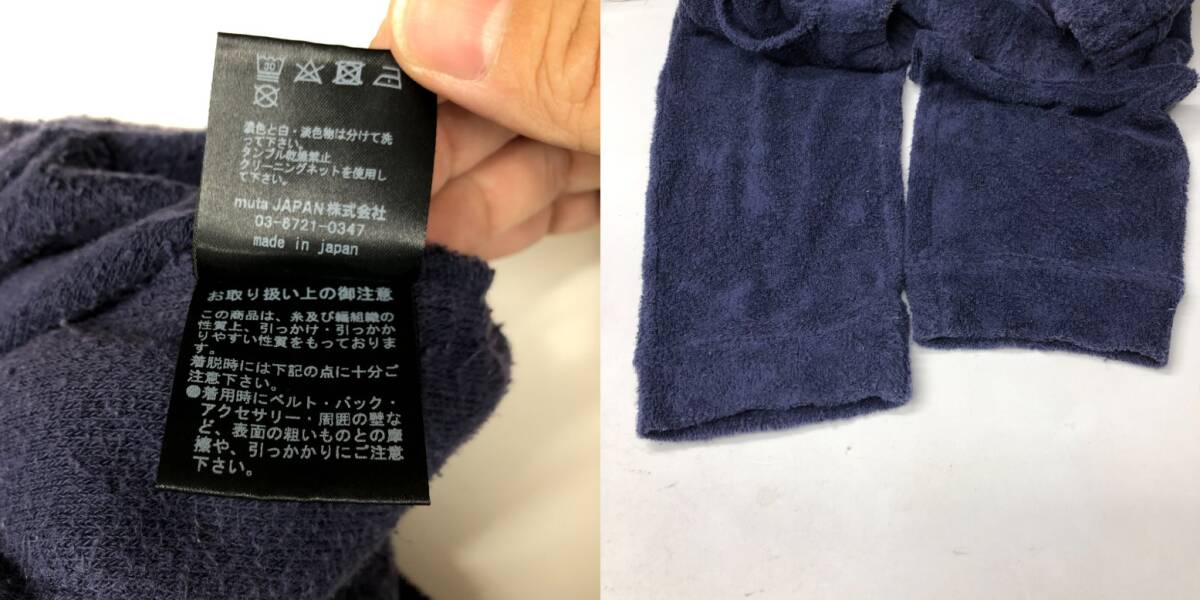 30
濃色と白・淡色物は分けて洗
って下さい。
タンブル乾燥禁止
クリーニングネットを使用し
て下さい。
muta JAPAN株式会社
03-6721-0347
made in japan
お取り扱い上の御注意
この商品は、糸及び編組織の
性質上、引っかけ・引っかか
りやすい性質をもっておりま
す。
着脱時には下記の点に十分ご
注意下さい。
●着用時にベルト・バック・
アクセサリー・周囲の壁な
ど、表面の粗いものとの摩
擦や、引っかかりにご注意
下さい。